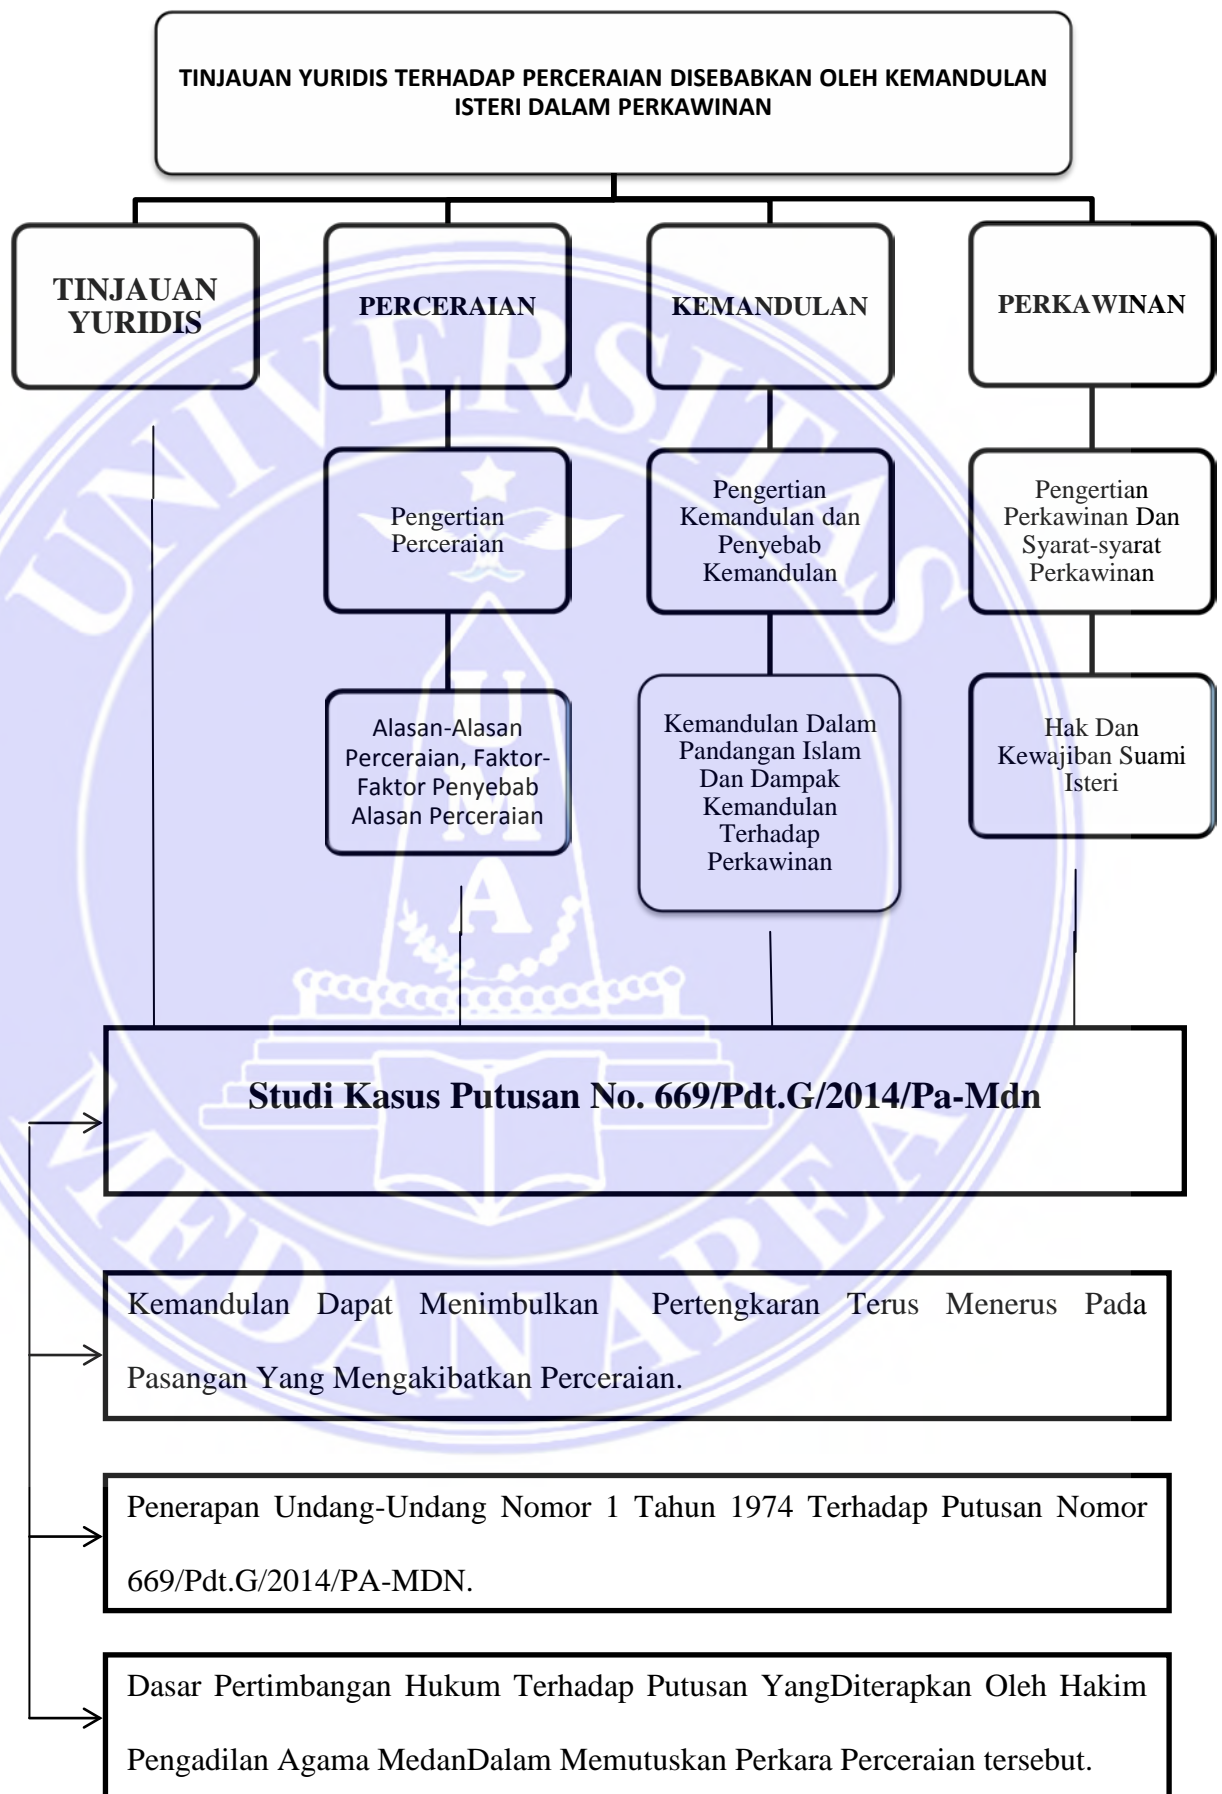 TINJAUAN YURIDIS TERHADAP PERCERAIAN DISEBABKAN OLEH KEMANDULAN
ISTERI DALAM PERKAWINAN
TINJAUAN
YURIDIS
PERCERAIAN
KEMANDULAN
PERKAWINAN
Pengertian
Perceraian
Pengertian
Kemandulan dan
Penyebab
Kemandulan
Pengertian
Perkawinan Dan
Syarat-syarat
Perkawinan
Alasan-Alasan
Perceraian, Faktor-
Faktor Penyebab
Alasan Perceraian
Kemandulan Dalam
Pandangan Islam
Dan Dampak
Kemandulan
Terhadap
Perkawinan
Hak Dan
Kewajiban Suami
Isteri
Studi Kasus Putusan No. 669/Pdt.G/2014/Pa-Mdn
Kemandulan Dapat Menimbulkan Pertengkaran Terus Menerus Pada
Pasangan Yang Mengakibatkan Perceraian.
Penerapan Undang-Undang Nomor 1 Tahun 1974 Terhadap Putusan Nomor
669/Pdt.G/2014/PA-MDN.
Dasar Pertimbangan Hukum Terhadap Putusan YangDiterapkan Oleh Hakim
Pengadilan Agama MedanDalam Memutuskan Perkara Perceraian tersebut.
UNIVERSITAS
MEDAN AREA
U
M
A